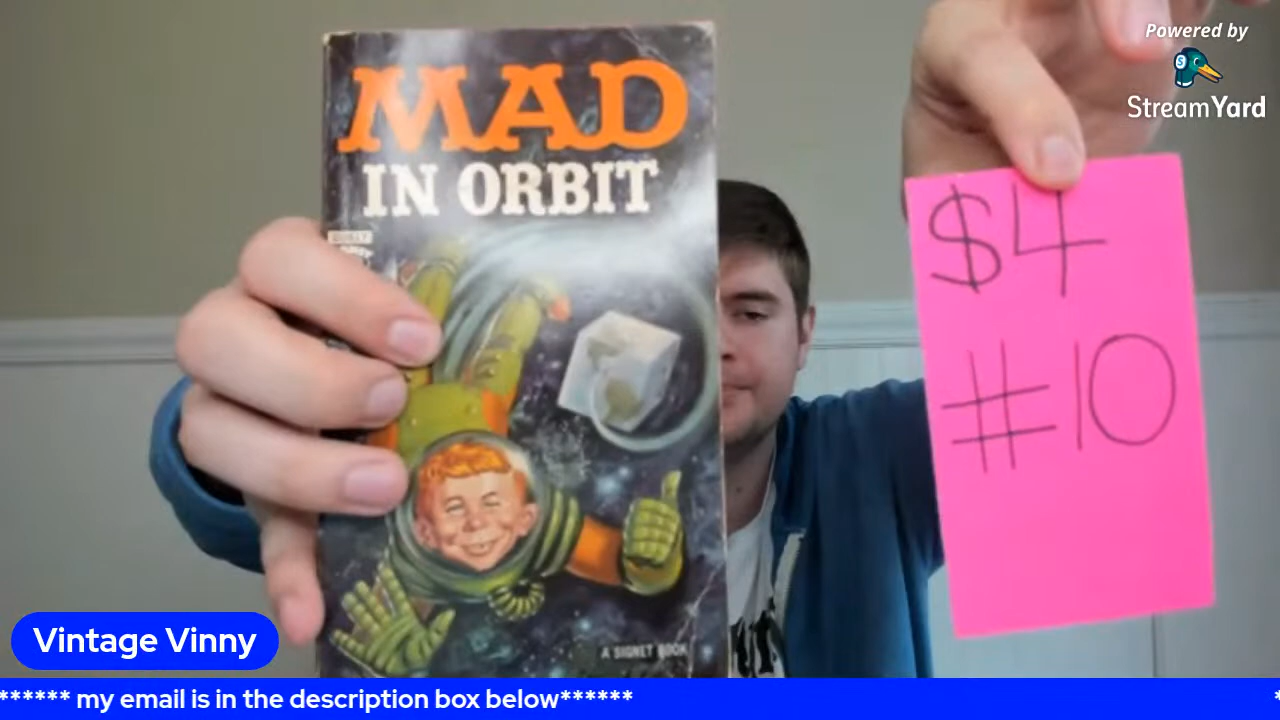 MAD
IN ORBIT
A SIGNET BOOK
$4
#10
Powered by
StreamYard
Vintage Vinny
****** my email is in the description box below******